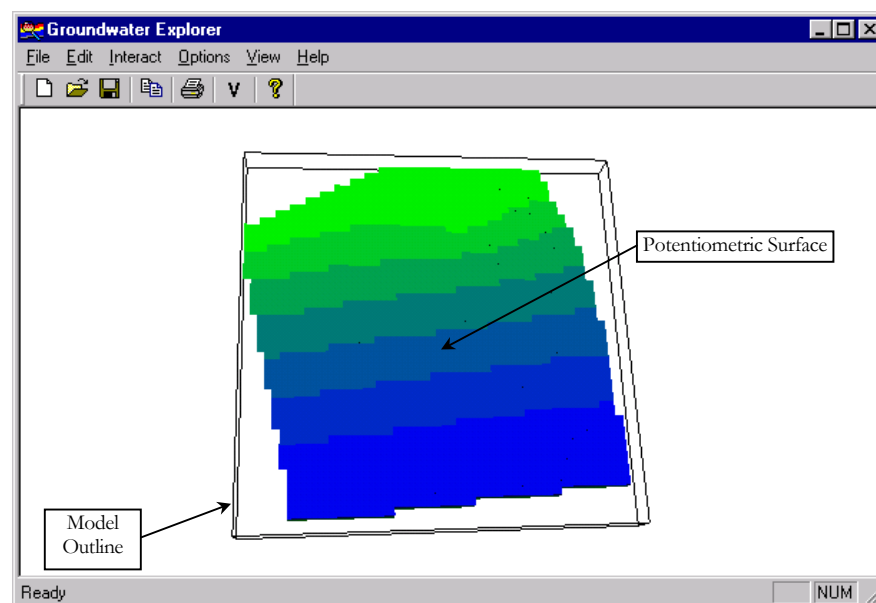 Groundwater Explorer
File Edit Interact Options View Help
V ?
Potentiometric Surface
Model
Outline
Ready NUM